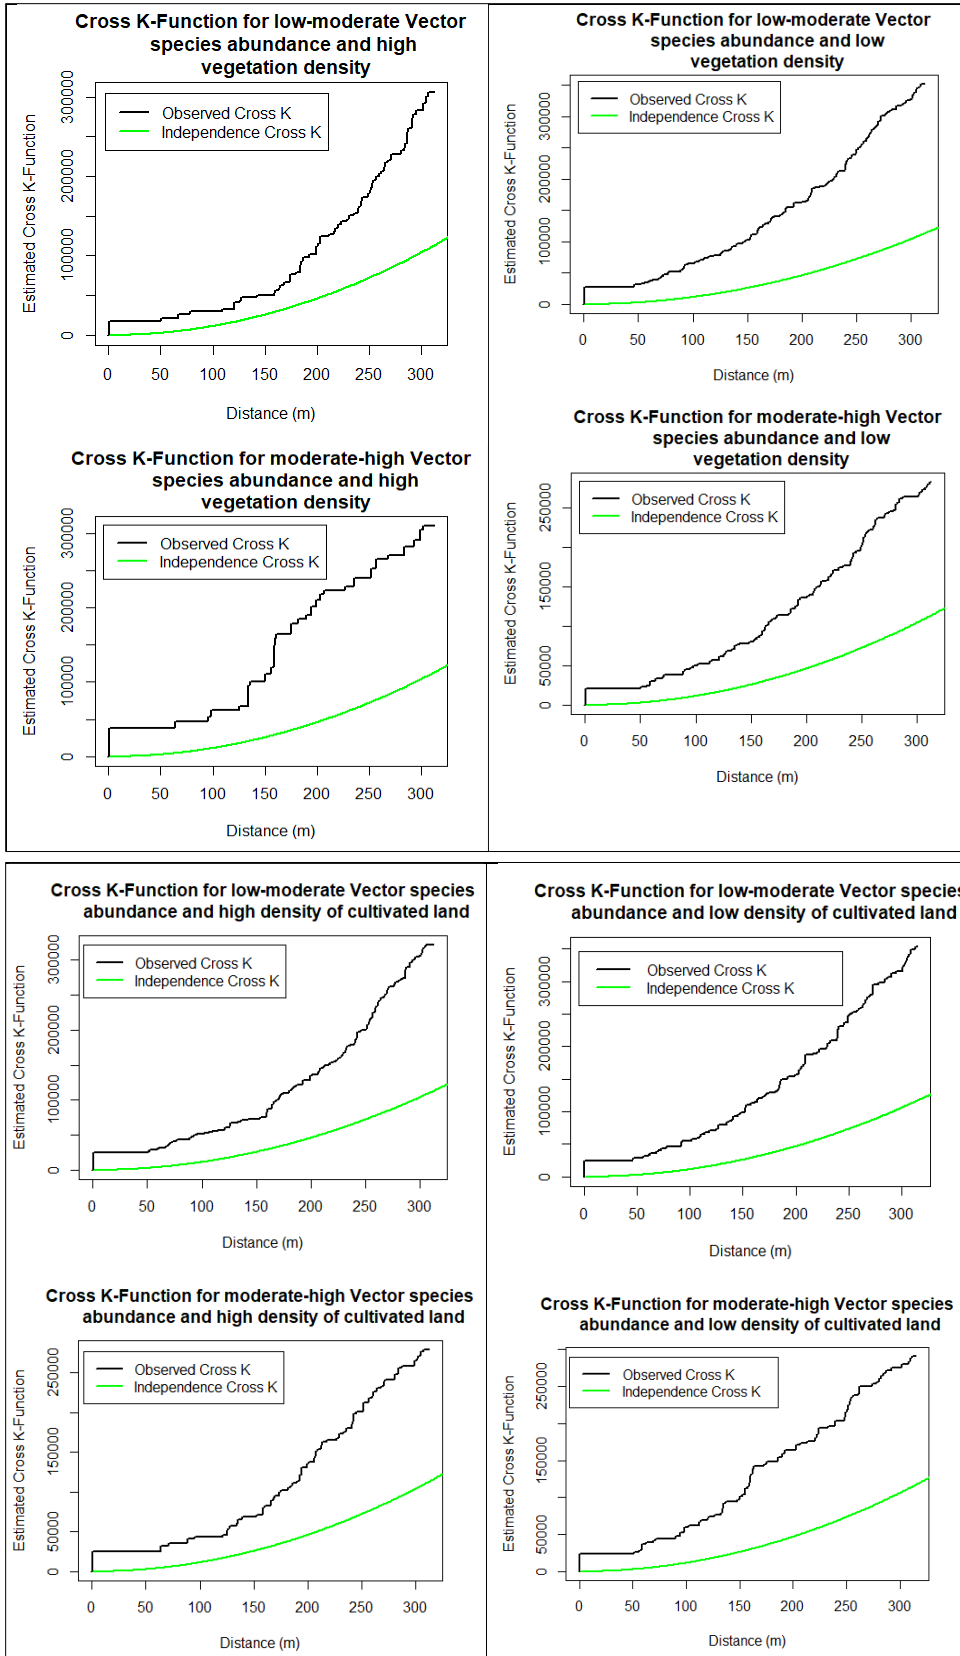 Cross K-Function for low-moderate Vector
species abundance and high
vegetation density
Estimated Cross K-Function
300000
200000
100000
0
Observed Cross K
Independence Cross K
0 50 100 150 200 250 300
Distance (m)
Cross K-Function for low-moderate Vector
species abundance and low
vegetation density
Estimated Cross K-Function
300000
200000
100000
0
Observed Cross K
Independence Cross K
0 50 100 150 200 250 300
Distance (m)
Cross K-Function for moderate-high Vector
species abundance and high
vegetation density
Estimated Cross K-Function
300000
200000
100000
0
Observed Cross K
Independence Cross K
0 50 100 150 200 250 300
Distance (m)
Cross K-Function for moderate-high Vector
species abundance and low
vegetation density
Estimated Cross K-Function
250000
150000
50000
0
Observed Cross K
Independence Cross K
0 50 100 150 200 250 300
Distance (m)
Cross K-Function for low-moderate Vector species
abundance and high density of cultivated land
Estimated Cross K-Function
300000
200000
100000
0
Observed Cross K
Independence Cross K
0 50 100 150 200 250 300
Distance (m)
Cross K-Function for low-moderate Vector species
abundance and low density of cultivated land
Estimated Cross K-Function
300000
200000
100000
0
Observed Cross K
Independence Cross K
0 50 100 150 200 250 300
Distance (m)
Cross K-Function for moderate-high Vector species
abundance and high density of cultivated land
Estimated Cross K-Function
250000
150000
50000
0
Observed Cross K
Independence Cross K
0 50 100 150 200 250 300
Distance (m)
Cross K-Function for moderate-high Vector species
abundance and low density of cultivated land
Estimated Cross K-Function
250000
150000
50000
0
Observed Cross K
Independence Cross K
0 50 100 150 200 250 300
Distance (m)